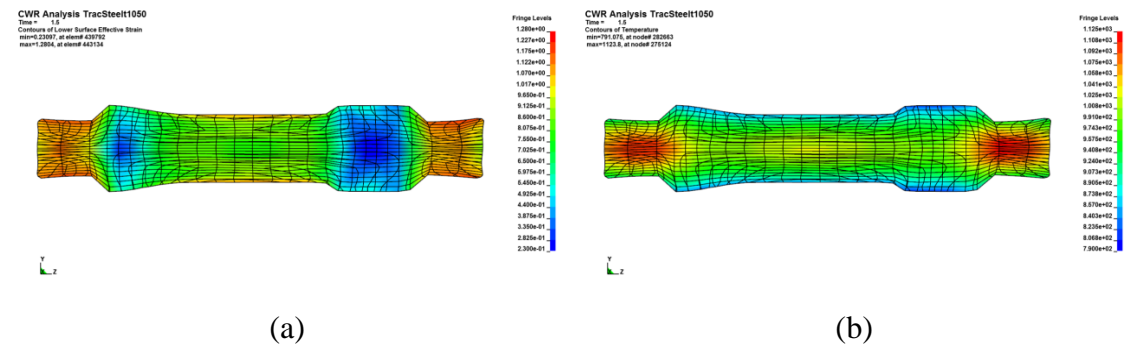 CWR Analysis TracSteelt1050
Time = 1.5
Contours of Lower Surface Effective Strain
min=0.23097, at elem# 439792
max=1.2804, at elem# 443134
Fringe Levels
1.280e+00
1.227e+00
1.175e+00
1.122e+00
1.070e+00
1.017e+00
9.650e-01
9.125e-01
8.600e-01
8.075e-01
7.550e-01
7.025e-01
6.500e-01
5.975e-01
5.450e-01
4.925e-01
4.400e-01
3.875e-01
3.350e-01
2.825e-01
2.300e-01
Y
Z
(a)
CWR Analysis TracSteelt1050
Time = 1.5
Contours of Temperature
min=791.075, at node# 282663
max=1123.8, at node# 275124
Fringe Levels
1.125e+03
1.108e+03
1.092e+03
1.075e+03
1.058e+03
1.041e+03
1.025e+03
1.008e+03
9.910e+02
9.743e+02
9.575e+02
9.408e+02
9.240e+02
9.073e+02
8.905e+02
8.738e+02
8.570e+02
8.403e+02
8.235e+02
8.068e+02
7.900e+02
Y
Z
(b)